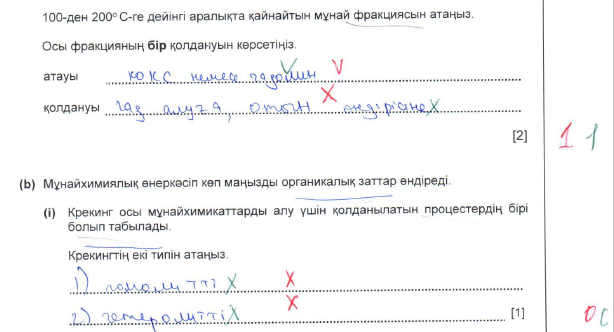 100-ден 200° С-ге дейінгі аралықта қайнайтын мұнай фракциясын атаңыз.
Осы фракцияның бір қолдануын көрсетіңіз.
атауы кокс немесе газойлин
қолдануы газ алуға, отын өндірісіне
[2]
1 1
(b) Мұнайхимиялық өнеркәсіп көп маңызды органикалық заттар өндіреді.
(i) Крекинг осы мұнайхимикаттарды алу үшін қолданылатын процестердің бірі
болып табылады.
Крекингтің екі типін атаңыз.
1) гомолитті
2) гетеролитті [1]
0 0